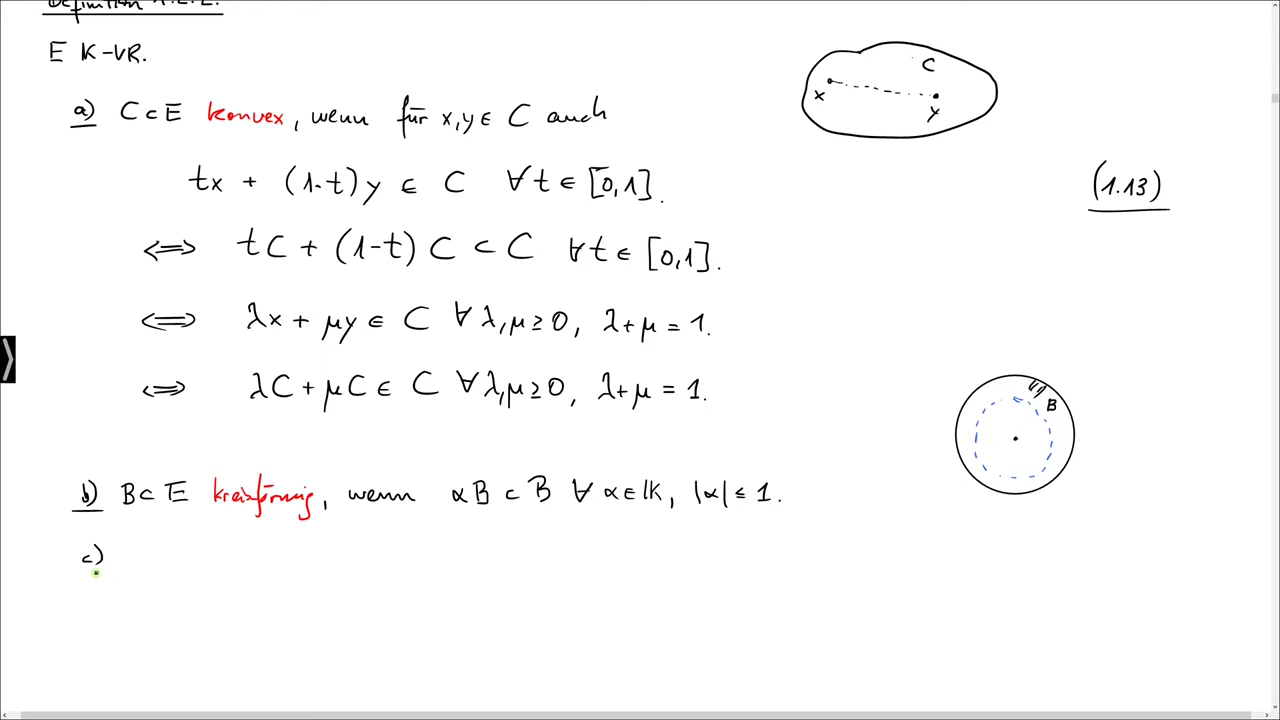 Definition
E K-VR.
a) C⊂E konvex, wenn für x,y ∈ C auch
tx + (1-t)y ∈ C ∀t ∈ [0,1].
(1.13)
⟺ tC + (1-t) C ⊂ C ∀t ∈ [0,1].
⟺ λx + μy ∈ C ∀ λ,μ ≥ 0, λ+μ = 1.
⟺ λC + μC ∈ C ∀ λ,μ ≥ 0, λ+μ = 1.
b) B⊂E kreisförmig, wenn αB ⊂ B ∀ α ∈ K, |α| ≤ 1.
c)
C
x
y
B